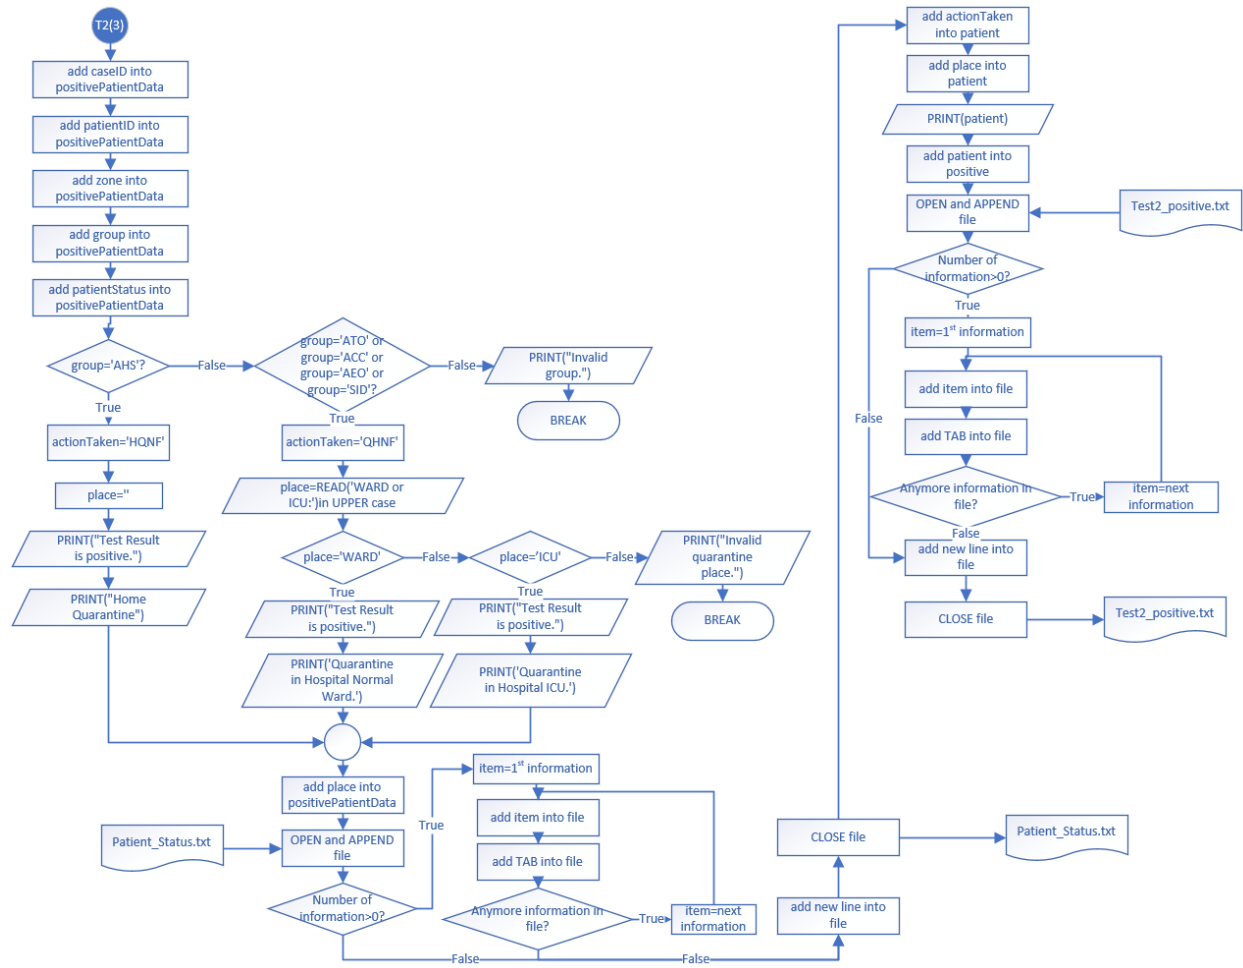 T2(3)
add caseID into
positivePatientData
add patientID into
positivePatientData
add zone into
positivePatientData
add group into
positivePatientData
add patientStatus into
positivePatientData
group='AHS'?
False
True
group='ATO' or
group='ACC' or
group='AEO' or
group='SID'?
False
True
PRINT("Invalid
group.")
BREAK
actionTaken='HQNF'
place=''
PRINT("Test Result
is positive.")
PRINT("Home
Quarantine")
actionTaken='QHNF'
place=READ('WARD or
ICU:')in UPPER case
place='WARD'
False
True
place='ICU'
False
True
PRINT("Invalid
quarantine
place.")
BREAK
PRINT("Test Result
is positive.")
PRINT('Quarantine
in Hospital Normal
Ward.')
PRINT("Test Result
is positive.")
PRINT('Quarantine
in Hospital ICU.')
add place into
positivePatientData
Patient_Status.txt
OPEN and APPEND
file
Number of
information>0?
True
False
item=1st information
add item into file
add TAB into file
Anymore information in
file?
True
item=next
information
False
add new line into
file
CLOSE file
Patient_Status.txt
add actionTaken
into patient
add place into
patient
PRINT(patient)
add patient into
positive
OPEN and APPEND
file
Test2_positive.txt
Number of
information>0?
True
False
item=1st information
add item into file
add TAB into file
Anymore information in
file?
True
item=next
information
False
add new line into
file
CLOSE file
Test2_positive.txt